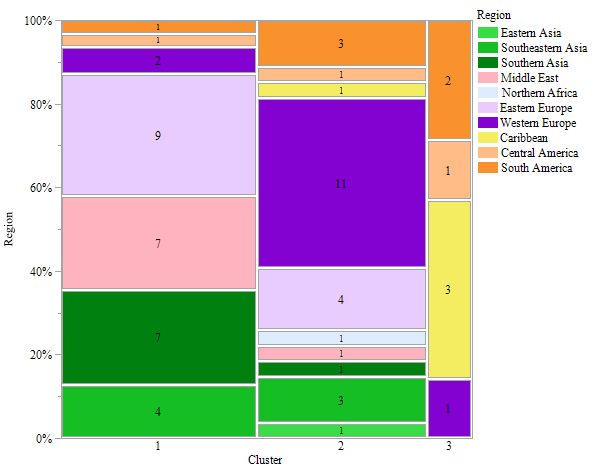 Region
Eastern Asia
Southeastern Asia
Southern Asia
Middle East
Northern Africa
Eastern Europe
Western Europe
Caribbean
Central America
South America
100%
80%
60%
40%
20%
0%
Region
1
1
2
9
7
7
4
3
1
1
11
4
1
1
1
3
1
2
1
3
1
1 2 3
Cluster